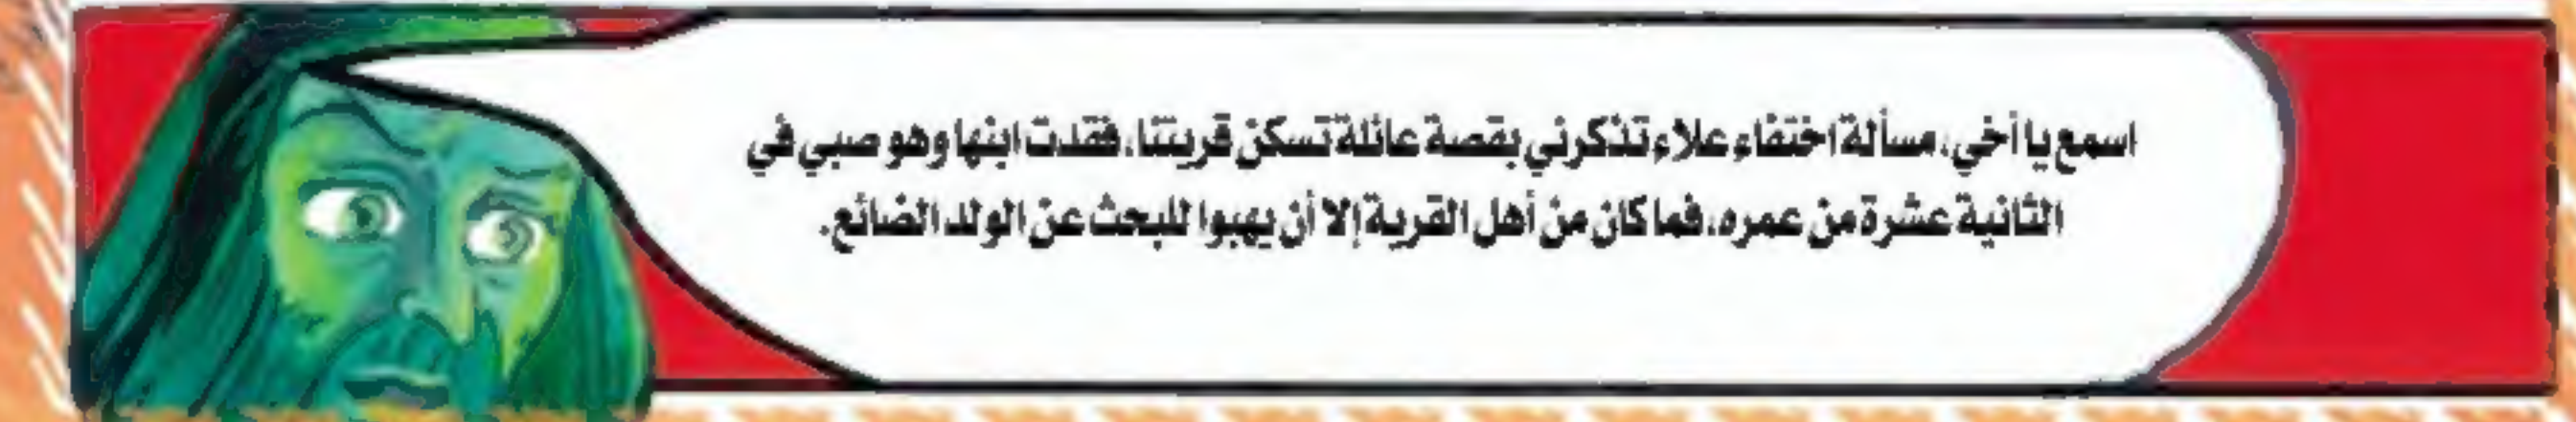 اسمع يا أخي، مسألة اختفاء علاء تذكرني بقصة عائلة تسكن قريتنا، فقدت ابنها وهو صبي في
الثانية عشرة من عمره، فما كان من أهل القرية إلا أن يهبوا للبحث عن الولد الضائع.